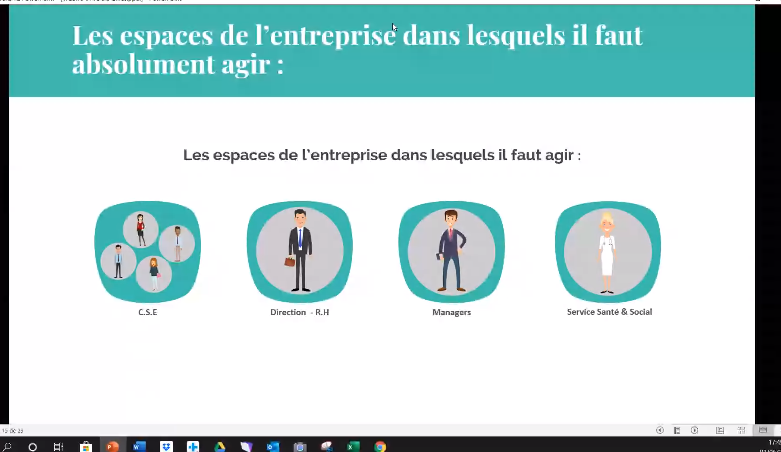 Les espaces de l'entreprise dans lesquels il faut
absolument agir :
Les espaces de l'entreprise dans lesquels il faut agir :
C.S.E
Direction - R.H
Managers
Service Santé & Social